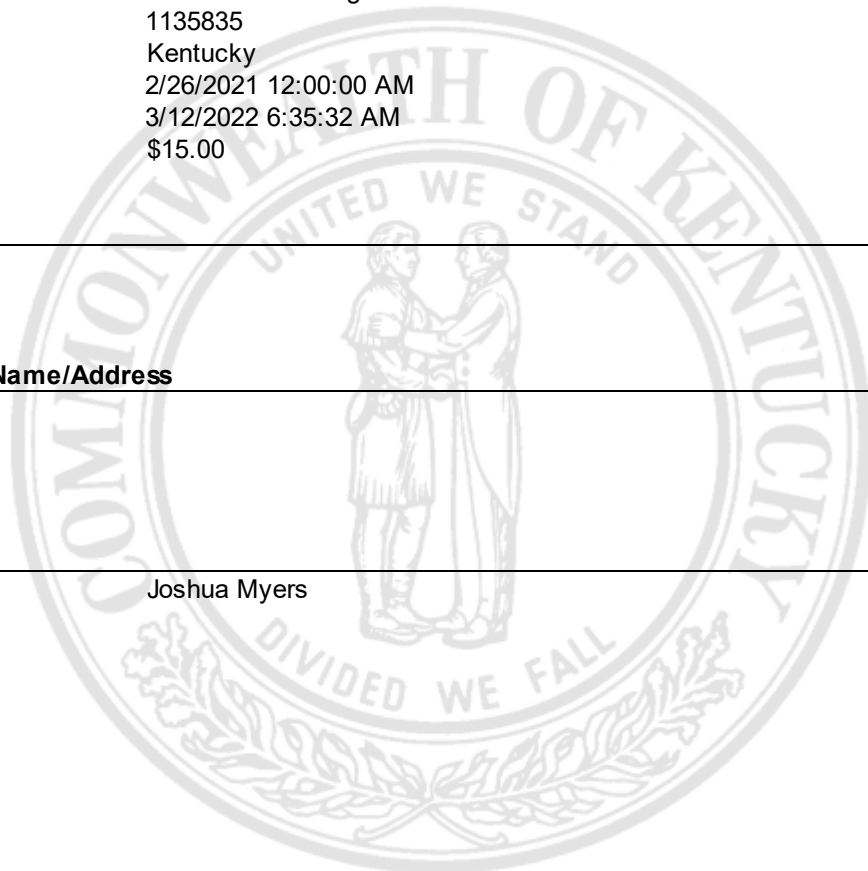 1135835
Kentucky
2/26/2021 12:00:00 AM
3/12/2022 6:35:32 AM
$15.00
COMMONWEALTH OF KENTUCKY
UNITED WE STAND
Name/Address
Joshua Myers
DIVIDED WE FALL